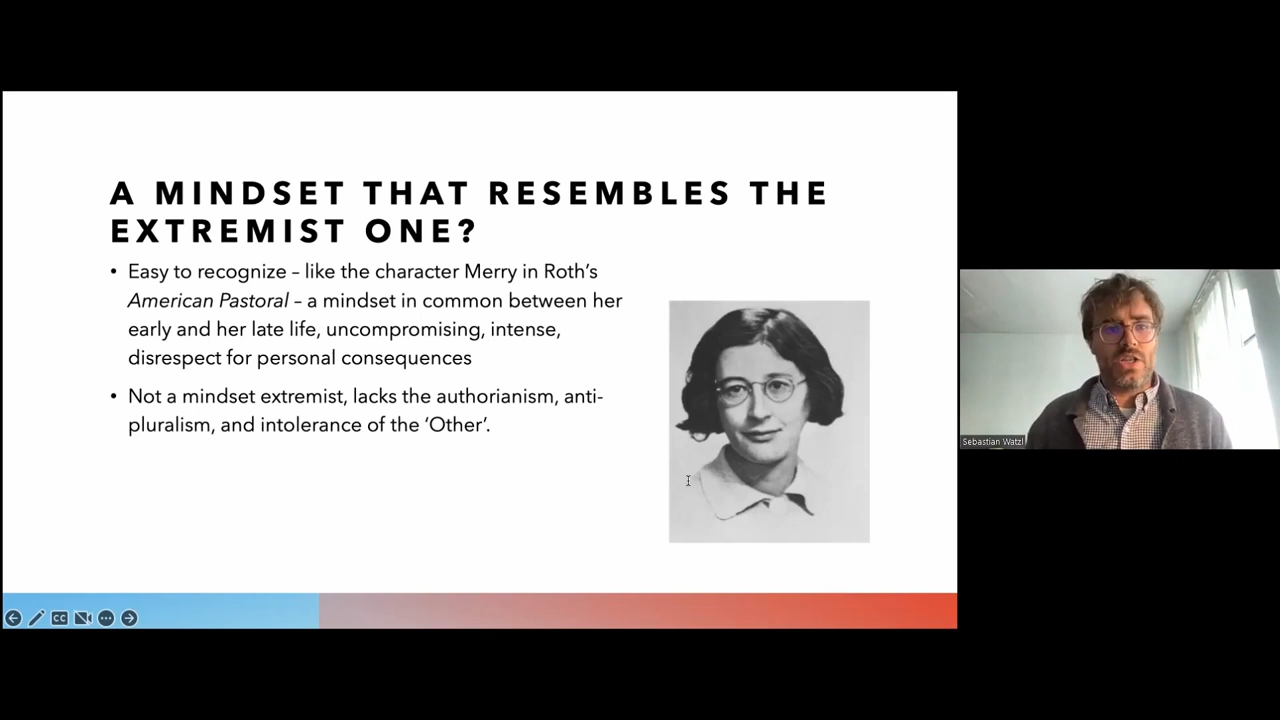 A MINDSET THAT RESEMBLES THE
EXTREMIST ONE?
• Easy to recognize – like the character Merry in Roth's
American Pastoral – a mindset in common between her
early and her late life, uncompromising, intense,
disrespect for personal consequences
• Not a mindset extremist, lacks the authorianism, anti-
pluralism, and intolerance of the ‘Other’.
CC
Sebastian Watzl